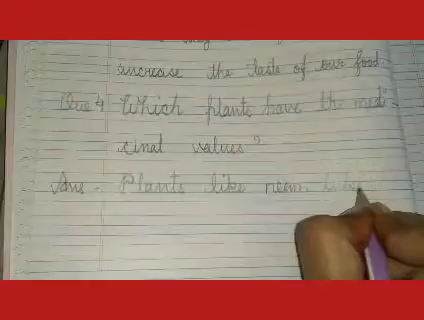 increase the taste of our food
Que 4 Which plants have the medi-
cinal values?
Ans - Plants like neem,